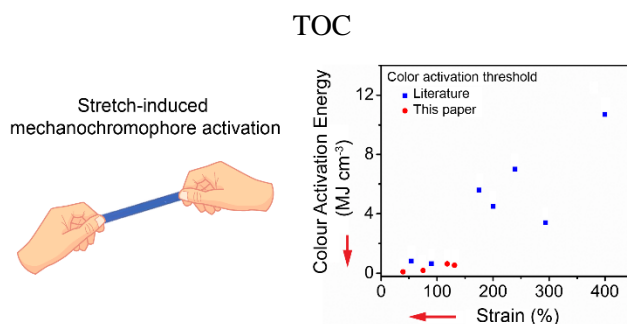 TOC
Stretch-induced
mechanochromophore activation
Colour Activation Energy
(MJ cm⁻³)
12
8
4
0
Color activation threshold
Literature
This paper
0 100 200 300 400
Strain (%)